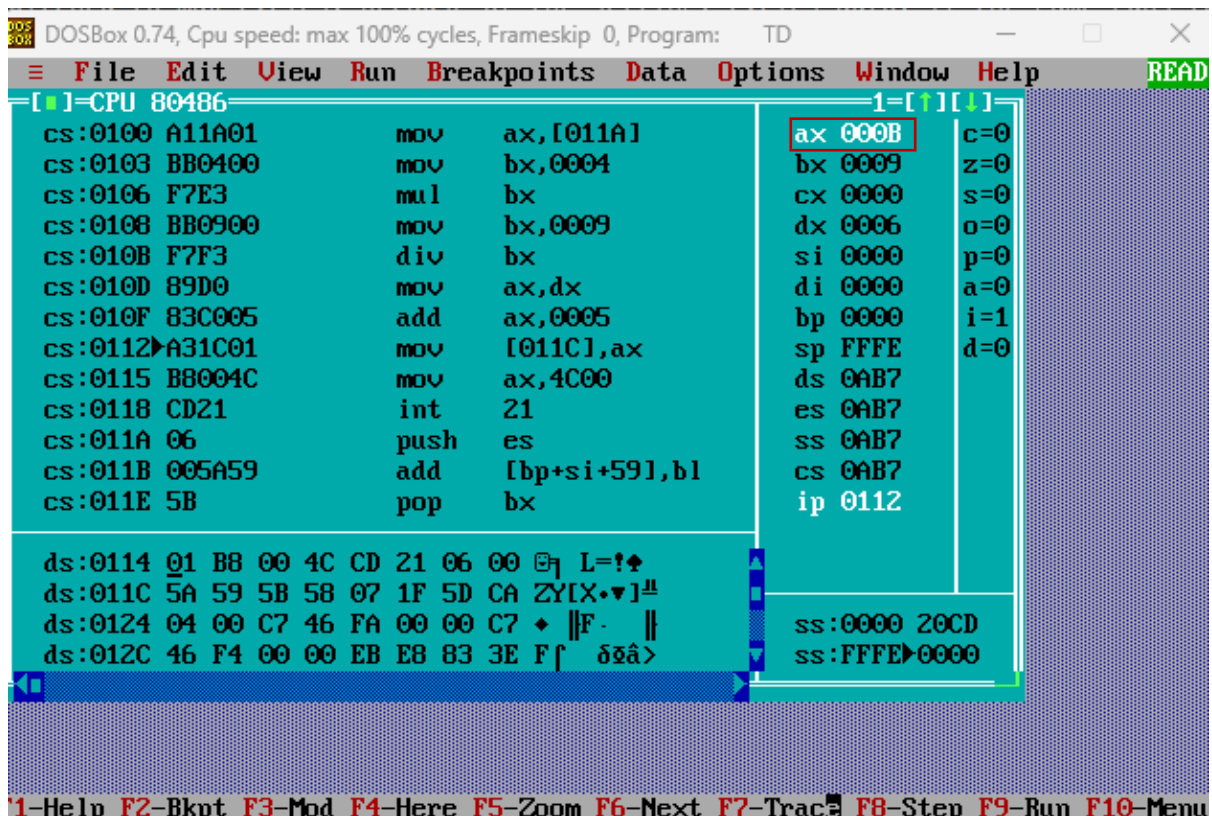 DOSBox 0.74, Cpu speed: max 100% cycles, Frameskip 0, Program: TD
≡ File Edit View Run Breakpoints Data Options Window Help READ
[■]=CPU 80486 1=[↑][↓]
cs:0100 A11A01 mov ax,[011A] ax 000B c=0
cs:0103 BB0400 mov bx,0004 bx 0009 z=0
cs:0106 F7E3 mul bx cx 0000 s=0
cs:0108 BB0900 mov bx,0009 dx 0006 o=0
cs:010B F7F3 div bx si 0000 p=0
cs:010D 89D0 mov ax,dx di 0000 a=0
cs:010F 83C005 add ax,0005 bp 0000 i=1
cs:0112►A31C01 mov [011C],ax sp FFFE d=0
cs:0115 B8004C mov ax,4C00 ds 0AB7
cs:0118 CD21 int 21 es 0AB7
cs:011A 06 push es ss 0AB7
cs:011B 005A59 add [bp+si+59],bl cs 0AB7
cs:011E 5B pop bx ip 0112
ds:0114 01 B8 00 4C CD 21 06 00 ☺╕ L=!♠
ds:011C 5A 59 5B 58 07 1F 5D CA ZY[X•▼]╩
ds:0124 04 00 C7 46 FA 00 00 C7 ♦ ╟F· ╟ ss:0000 20CD
ds:012C 46 F4 00 00 EB E8 83 3E F⌠ δΦâ> ss:FFFE►0000
1-Help F2-Bkpt F3-Mod F4-Here F5-Zoom F6-Next F7-Trace F8-Step F9-Run F10-Menu